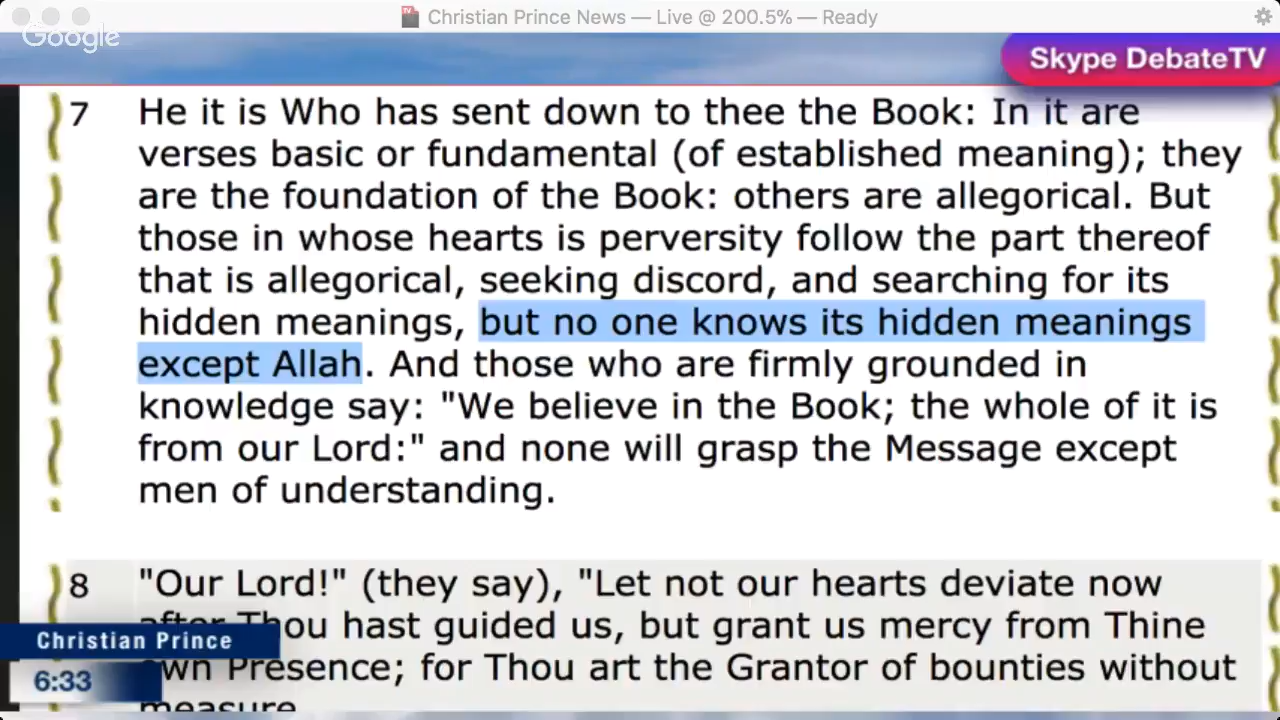 Christian Prince News — Live @ 200.5% — Ready
Google
Skype DebateTV
7 He it is Who has sent down to thee the Book: In it are
verses basic or fundamental (of established meaning); they
are the foundation of the Book: others are allegorical. But
those in whose hearts is perversity follow the part thereof
that is allegorical, seeking discord, and searching for its
hidden meanings, but no one knows its hidden meanings
except Allah. And those who are firmly grounded in
knowledge say: "We believe in the Book; the whole of it is
from our Lord:" and none will grasp the Message except
men of understanding.
8 "Our Lord!" (they say), "Let not our hearts deviate now
after Thou hast guided us, but grant us mercy from Thine
own Presence; for Thou art the Grantor of bounties without
measure
Christian Prince
6:33